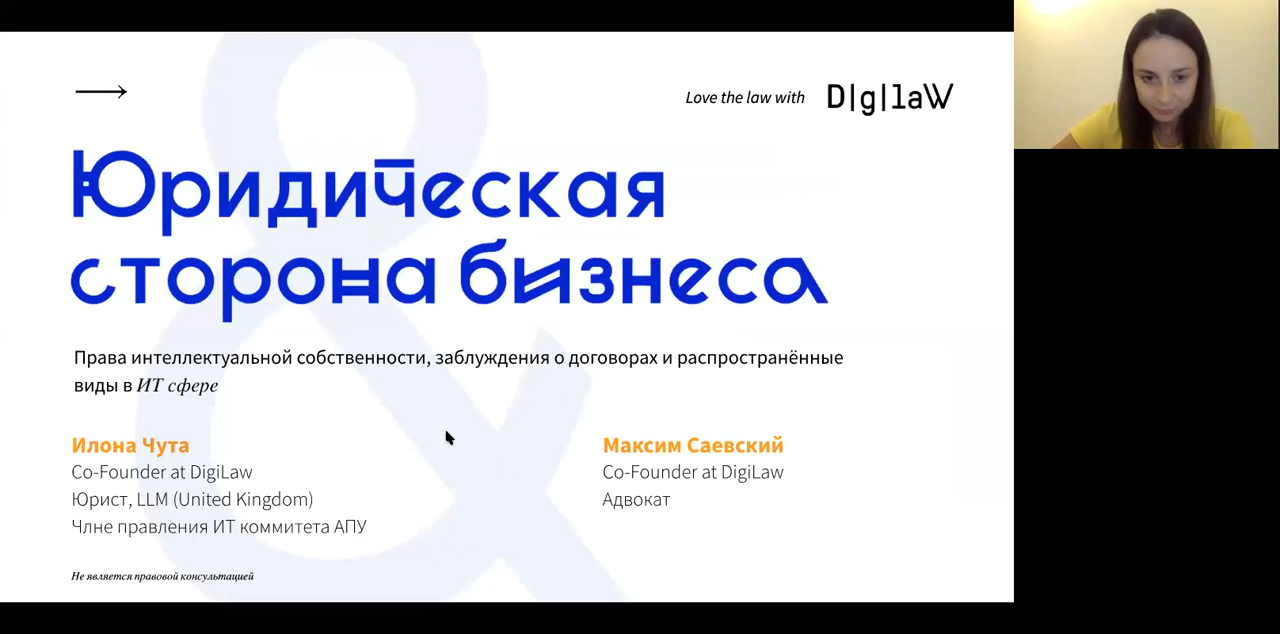 Love the law with D|g|laW
Юридическая
сторона бизнеса
Права интеллектуальной собственности, заблуждения о договорах и распространённые
виды в ИТ сфере
Илона Чута
Co-Founder at DigiLaw
Юрист, LLM (United Kingdom)
Члне правления ИТ коммитета АПУ
Максим Саевский
Co-Founder at DigiLaw
Адвокат
Не является правовой консультацией